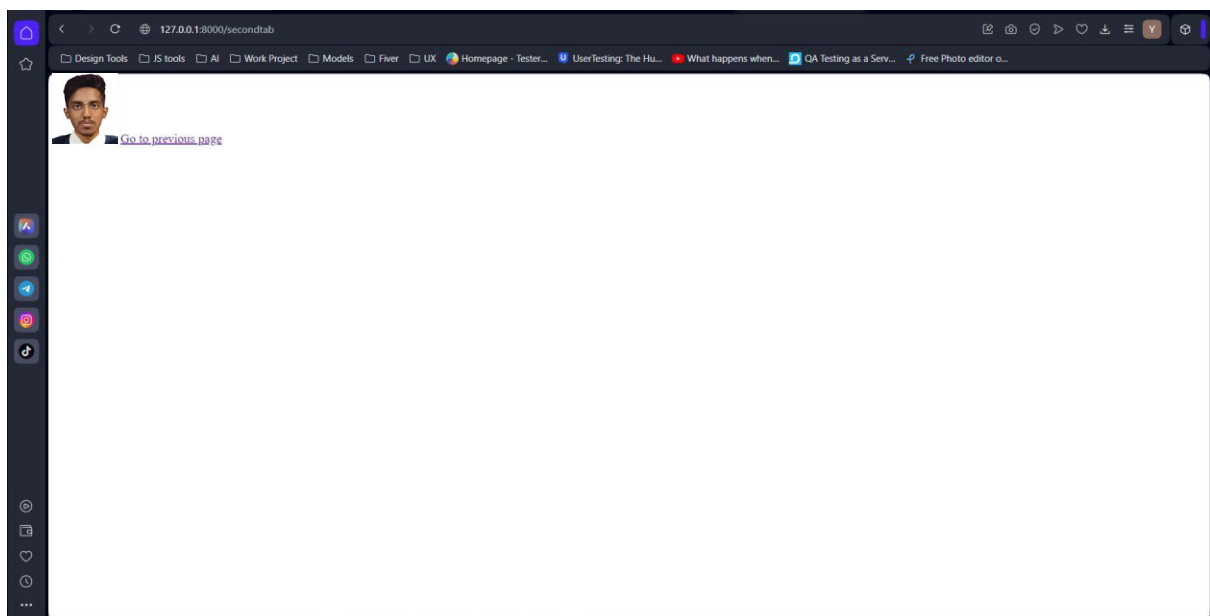 127.0.0.1:8000/secondtab
Y
Design Tools JS tools AI Work Project Models Fiver UX Homepage - Tester... UserTesting: The Hu... What happens when... QA Testing as a Serv... Free Photo editor o...
Go to previous page